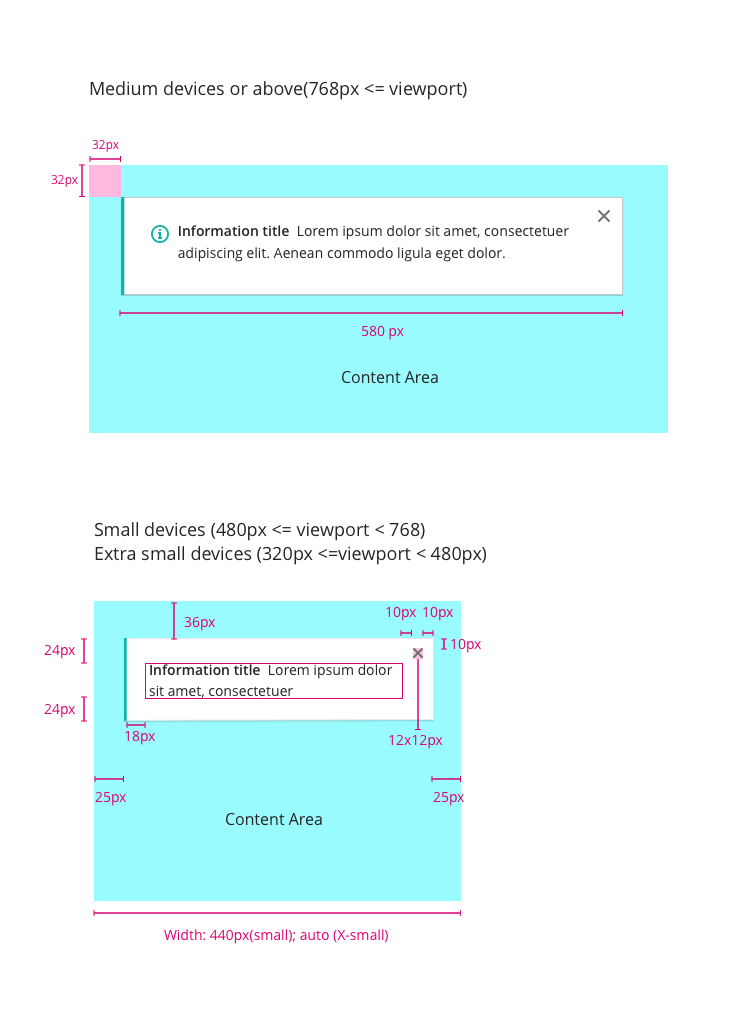 Medium devices or above(768px <= viewport)
32px
32px
Information title Lorem ipsum dolor sit amet, consectetuer
adipiscing elit. Aenean commodo ligula eget dolor.
580 px
Content Area
Small devices (480px <= viewport < 768)
Extra small devices (320px <=viewport < 480px)
36px
10px 10px
10px
24px
Information title Lorem ipsum dolor
sit amet, consectetuer
24px
18px
12x12px
25px
25px
Content Area
Width: 440px(small); auto (X-small)